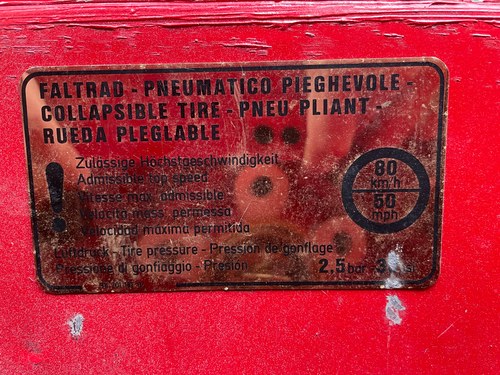 FALTRAD - PNEUMATICO PIEGHEVOLE -
COLLAPSIBLE TIRE - PNEU PLIANT -
RUEDA PLEGLABLE
!
Zulässige Höchstgeschwindigkeit
Admissible top speed
Vitesse max. admissible
Velocità mass. permessa
Velocidad máxima permitida
80
km/h
50
mph
Luftdruck - Tire pressure - Pression de gonflage
Pressione di gonfiaggio - Presion
2,5 bar